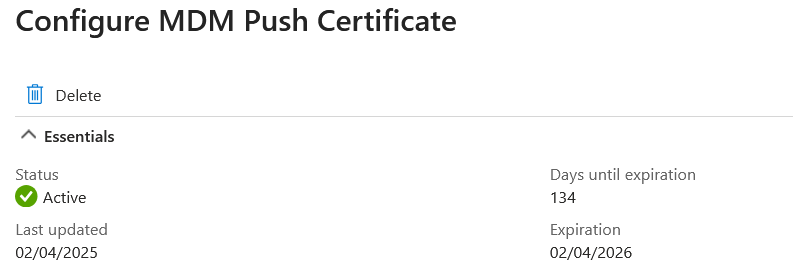 Configure MDM Push Certificate
Delete
Essentials
Status
Active
Days until expiration
134
Last updated
02/04/2025
Expiration
02/04/2026